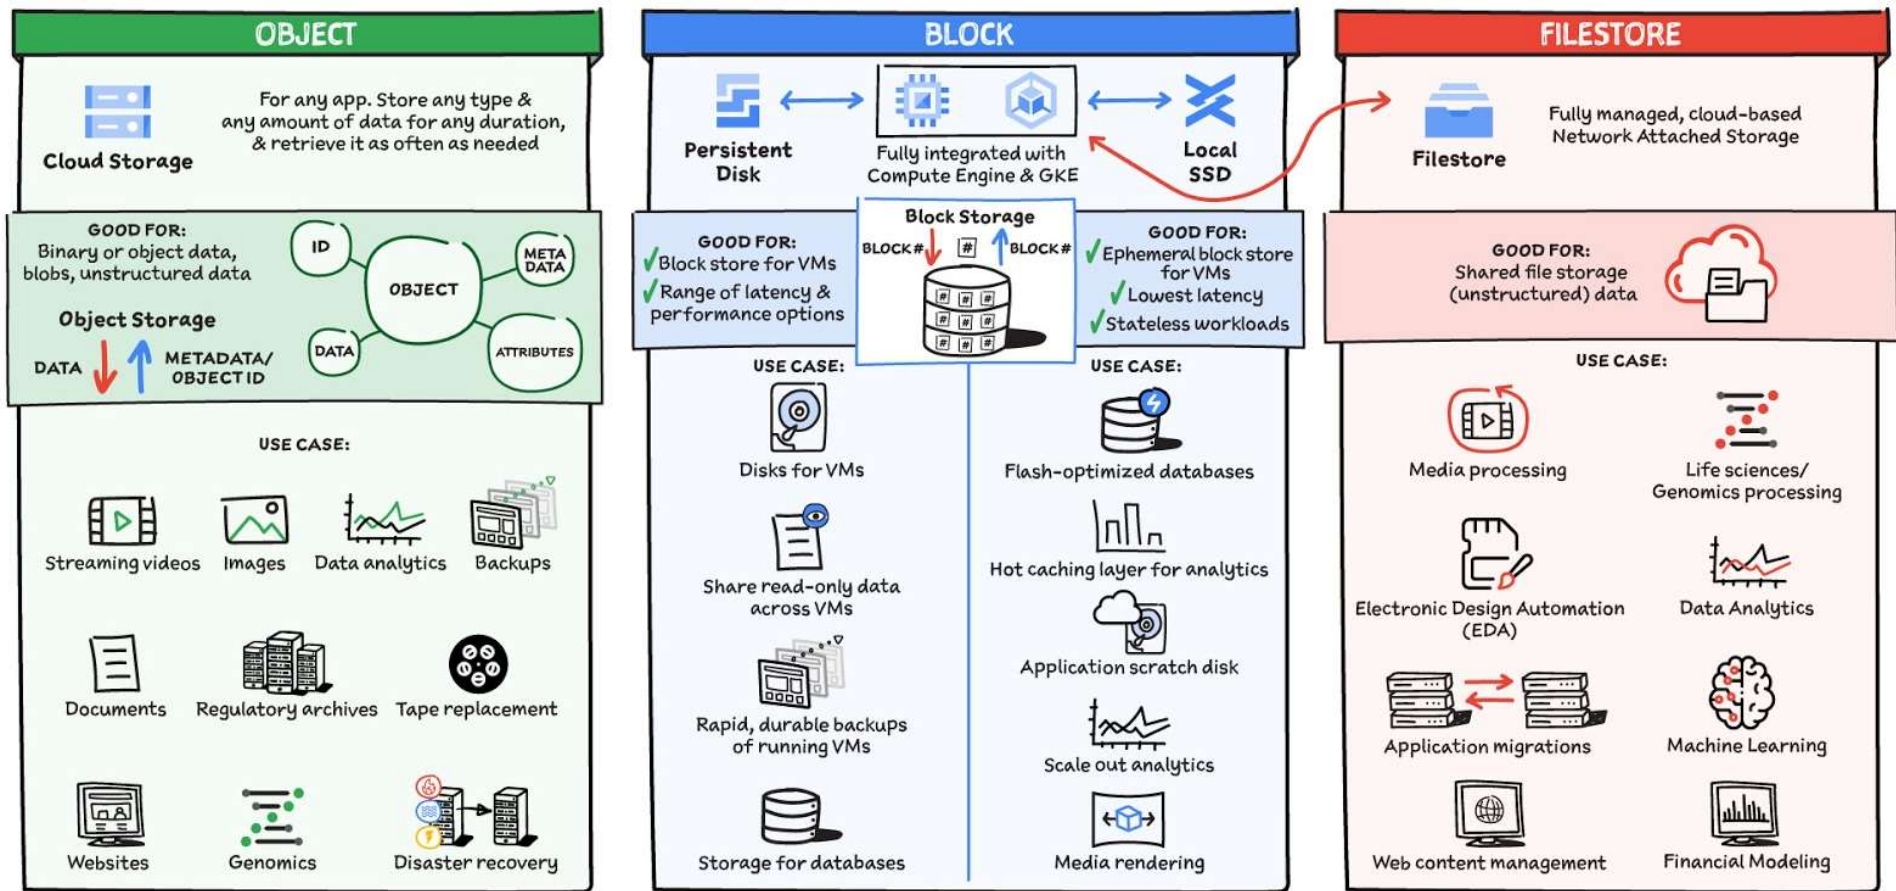 OBJECT
Cloud Storage
For any app. Store any type &
any amount of data for any duration,
& retrieve it as often as needed
GOOD FOR:
Binary or object data,
blobs, unstructured data
Object Storage
DATA
METADATA/
OBJECT ID
ID
OBJECT
META
DATA
DATA
ATTRIBUTES
USE CASE:
Streaming videos
Images
Data analytics
Backups
Documents
Regulatory archives
Tape replacement
Websites
Genomics
Disaster recovery
BLOCK
Persistent
Disk
Fully integrated with
Compute Engine & GKE
Local
SSD
GOOD FOR:
✓Block store for VMs
✓Range of latency &
performance options
Block Storage
BLOCK#
#
BLOCK#
# # #
# # #
# # #
GOOD FOR:
✓Ephemeral block store
for VMs
✓Lowest latency
✓Stateless workloads
USE CASE:
Disks for VMs
Share read-only data
across VMs
Rapid, durable backups
of running VMs
Storage for databases
USE CASE:
Flash-optimized databases
Hot caching layer for analytics
Application scratch disk
Scale out analytics
Media rendering
FILESTORE
Filestore
Fully managed, cloud-based
Network Attached Storage
GOOD FOR:
Shared file storage
(unstructured) data
USE CASE:
Media processing
Life sciences/
Genomics processing
Electronic Design Automation
(EDA)
Data Analytics
Application migrations
Machine Learning
Web content management
Financial Modeling